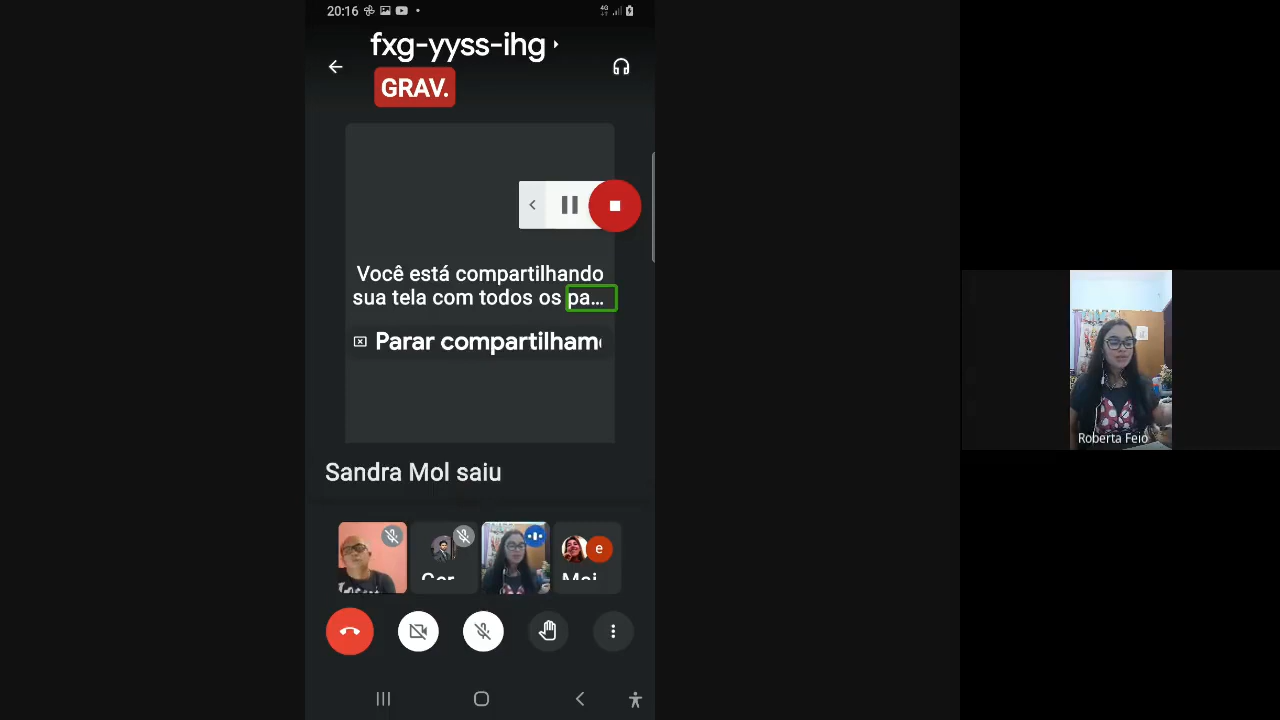 20:16
4G
fxg-yyss-ihg
GRAV.
Você está compartilhando
sua tela com todos os pa...
Parar compartilham
Sandra Mol saiu
e
Roberta Feio